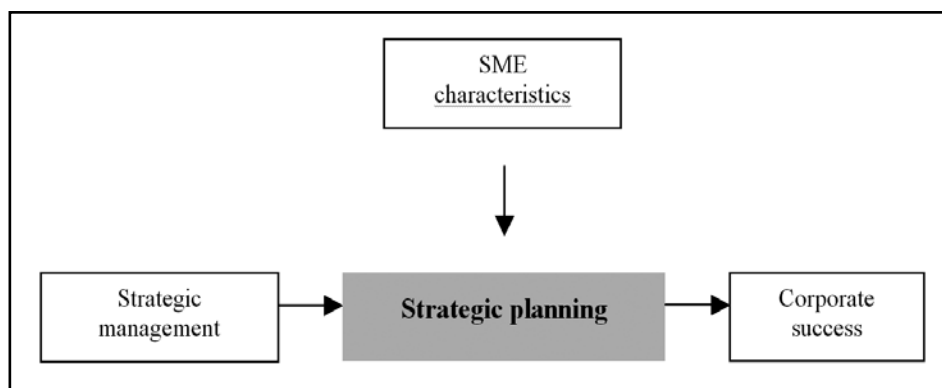 SME
characteristics
Strategic
management
Strategic planning
Corporate
success